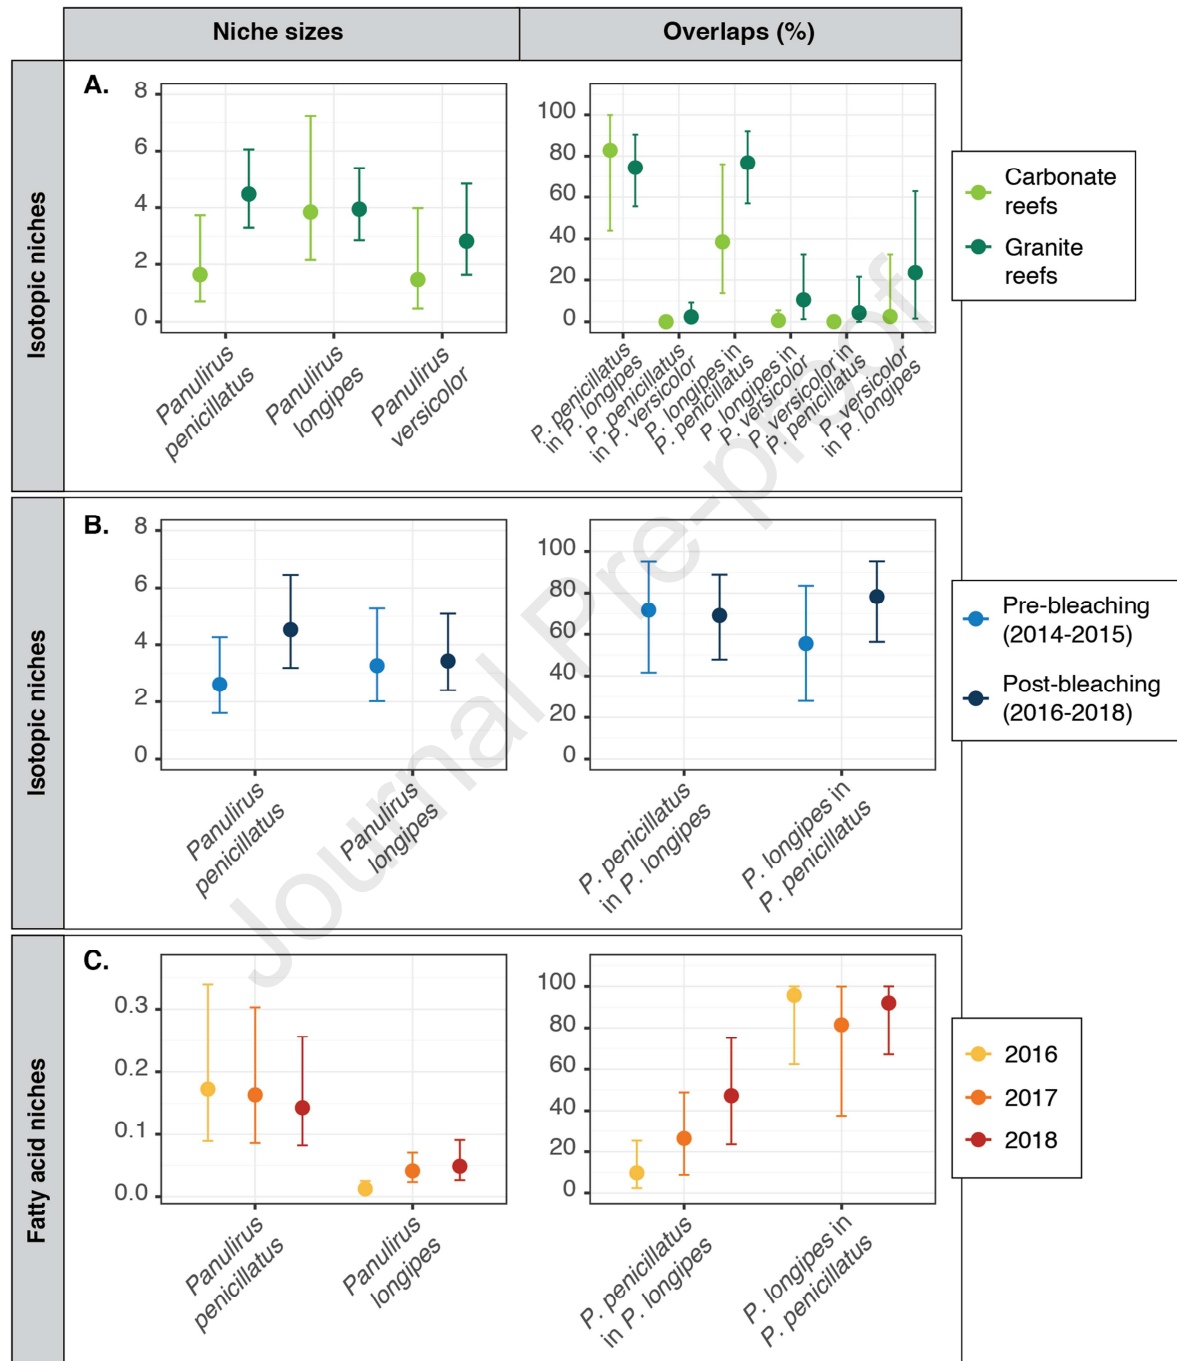 Niche sizes
Overlaps (%)
Isotopic niches
A.
8
6
4
2
0
Panulirus
penicillatus
Panulirus
longipes
Panulirus
versicolor
100
80
60
40
20
0
P. penicillatus
in P. longipes
P. penicillatus
in P. versicolor
P. longipes in
P. penicillatus
P. longipes in
P. versicolor
P. versicolor in
P. penicillatus
P. versicolor
in P. longipes
Carbonate
reefs
Granite
reefs
Isotopic niches
B.
8
6
4
2
0
Panulirus
penicillatus
Panulirus
longipes
100
80
60
40
20
0
P. penicillatus
in P. longipes
P. longipes in
P. penicillatus
Pre-bleaching
(2014-2015)
Post-bleaching
(2016-2018)
Fatty acid niches
C.
0.3
0.2
0.1
0.0
Panulirus
penicillatus
Panulirus
longipes
100
80
60
40
20
0
P. penicillatus
in P. longipes
P. longipes in
P. penicillatus
2016
2017
2018
Journal Pre-proof